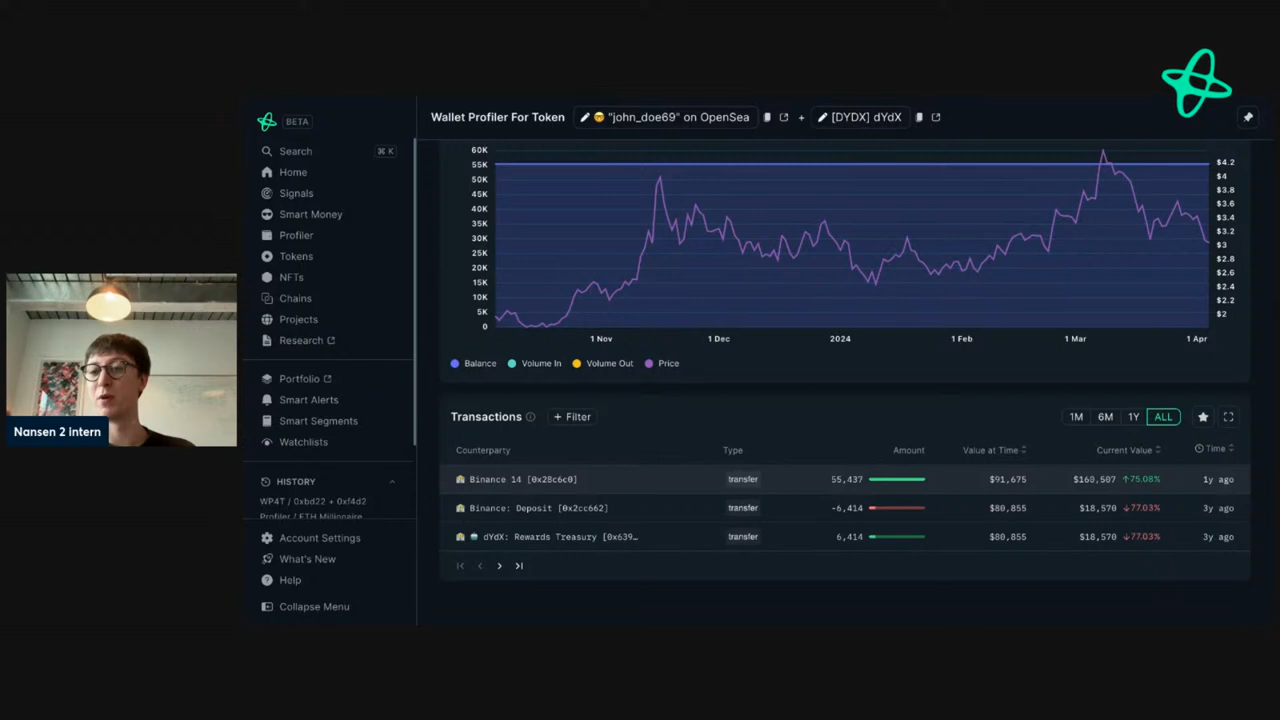 BETA
Search ⌘ K
Home
Signals
Smart Money
Profiler
Tokens
NFTs
Chains
Projects
Research
Portfolio
Smart Alerts
Smart Segments
Watchlists
HISTORY
WP4T / 0xbd22 + 0xf4d2
Profiler / ETH Millionaire
Account Settings
What's New
Help
Collapse Menu
Nansen 2 Intern
Wallet Profiler For Token "john_doe69" on OpenSea + [DYDX] dYdX
60K
55K
50K
45K
40K
35K
30K
25K
20K
15K
10K
5K
0
$4.2
$4
$3.8
$3.6
$3.4
$3.2
$3
$2.8
$2.6
$2.4
$2.2
$2
1 Nov 1 Dec 2024 1 Feb 1 Mar 1 Apr
Balance Volume In Volume Out Price
Transactions + Filter 1M 6M 1Y ALL
Counterparty Type Amount Value at Time Current Value Time
Binance 14 [0x28c6c0] transfer 55,437 $91,675 $160,507 ↑75.08% 1y ago
Binance: Deposit [0x2cc662] transfer -6,414 $80,855 $18,570 ↓77.03% 3y ago
dYdX: Rewards Treasury [0x639… transfer 6,414 $80,855 $18,570 ↓77.03% 3y ago